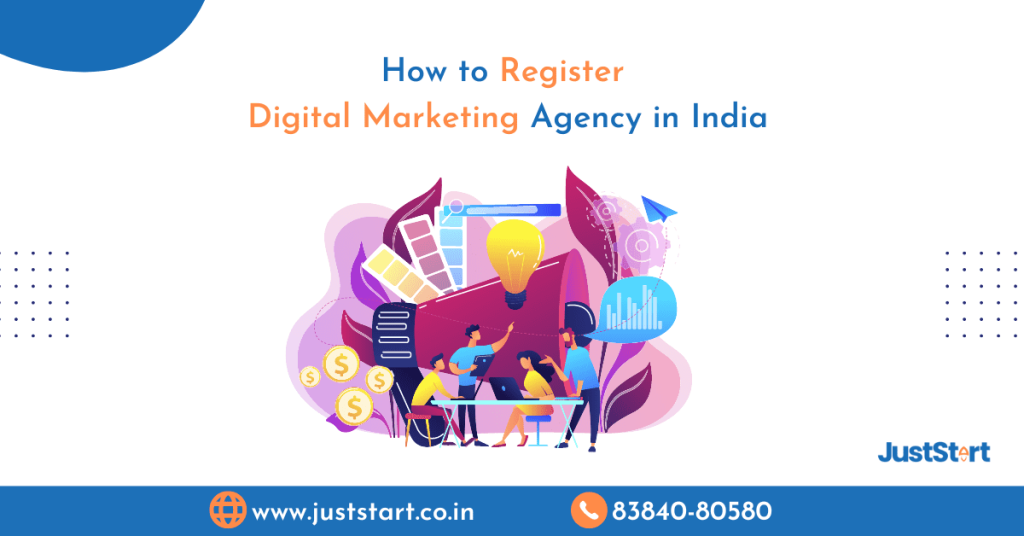 How to Register
Digital Marketing Agency in India
JustStart
www.juststart.co.in
83840-80580